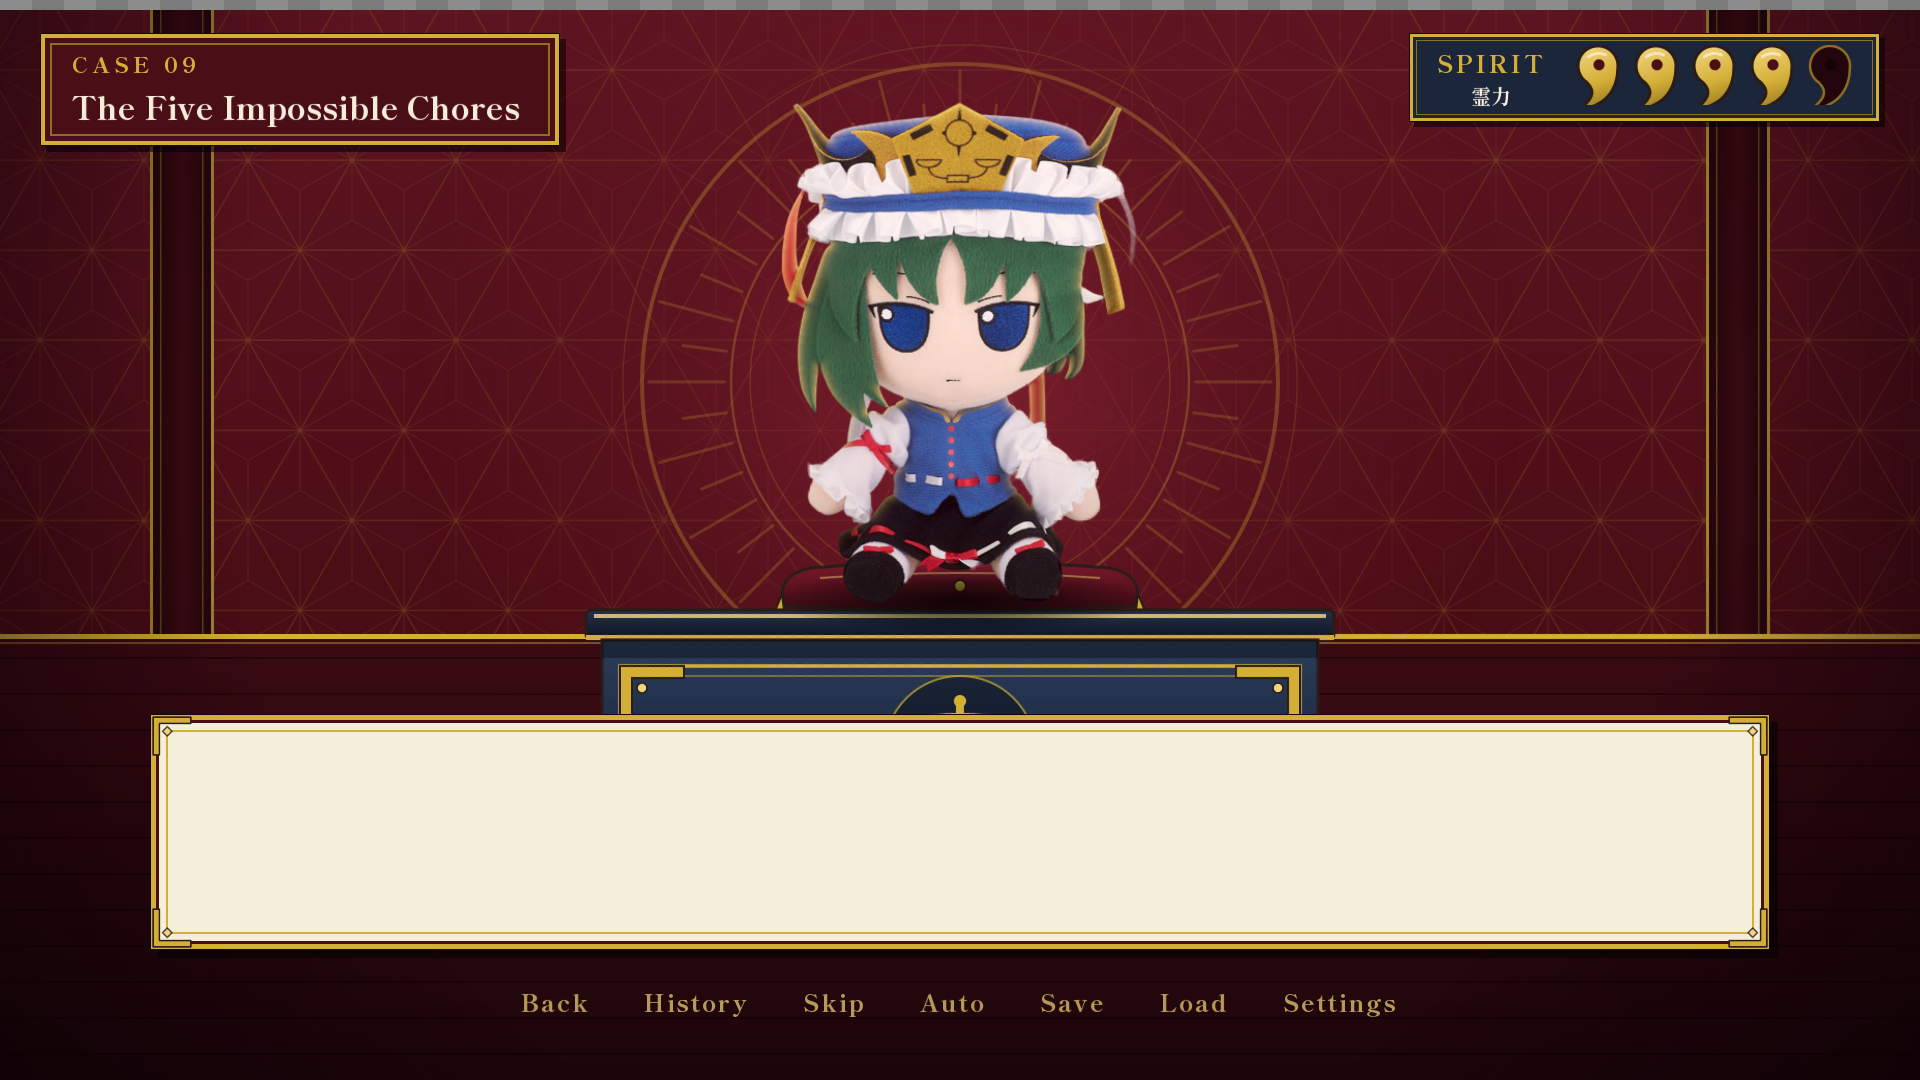 CASE 09
The Five Impossible Chores
SPIRIT
霊力
Back
History
Skip
Auto
Save
Load
Settings